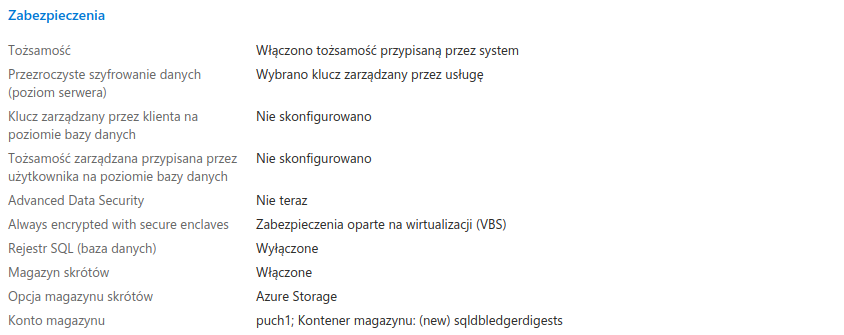 Zabezpieczenia
Tożsamość Włączono tożsamość przypisaną przez system
Przezroczyste szyfrowanie danych Wybrano klucz zarządzany przez usługę
(poziom serwera)
Klucz zarządzany przez klienta na Nie skonfigurowano
poziomie bazy danych
Tożsamość zarządzana przypisana przez Nie skonfigurowano
użytkownika na poziomie bazy danych
Advanced Data Security Nie teraz
Always encrypted with secure enclaves Zabezpieczenia oparte na wirtualizacji (VBS)
Rejestr SQL (baza danych) Wyłączone
Magazyn skrótów Włączone
Opcja magazynu skrótów Azure Storage
Konto magazynu puch1; Kontener magazynu: (new) sqldbledgerdigests